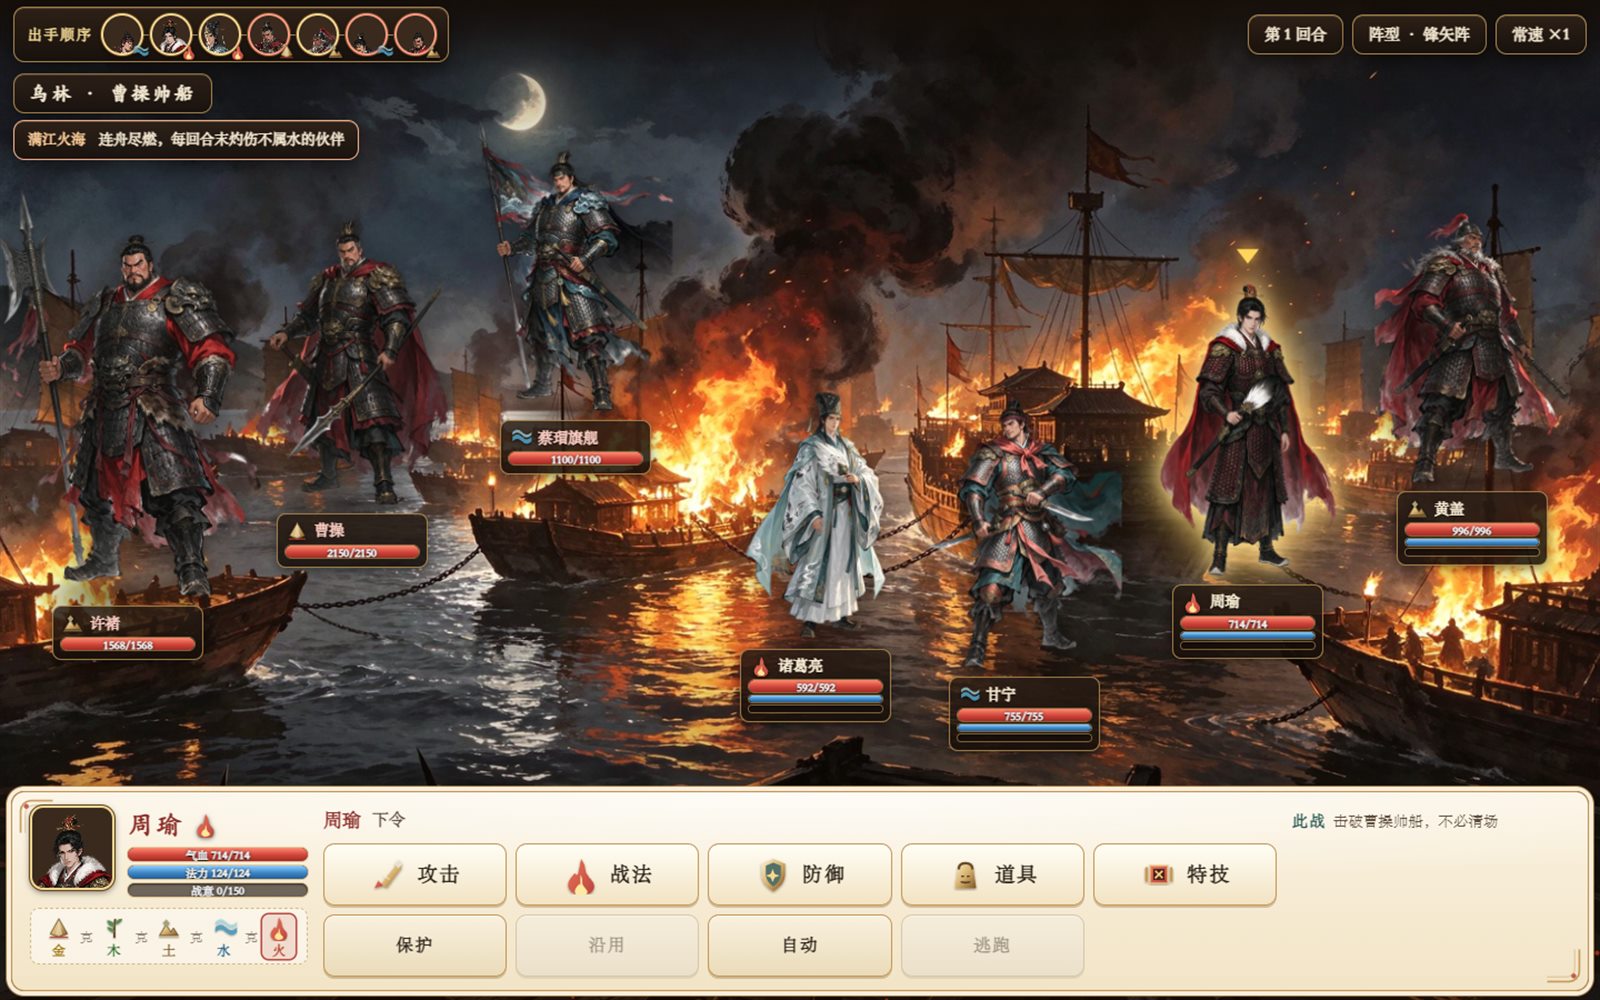 出手顺序
第1回合
阵型 · 锋矢阵
常速 ×1
乌林 · 曹操帅船
满江火海 连舟尽燃，每回合末灼伤不属水的伙伴
蔡瑁旗舰
1100/1100
曹操
2150/2150
许褚
1568/1568
诸葛亮
592/592
甘宁
755/755
周瑜
714/714
黄盖
996/996
周瑜
气血 714/714
法力 124/124
战意 0/150
金 克 木 克 土 克 水 克 火
周瑜 下令
此战 击破曹操帅船，不必清场
攻击
战法
防御
道具
特技
保护
沿用
自动
逃跑